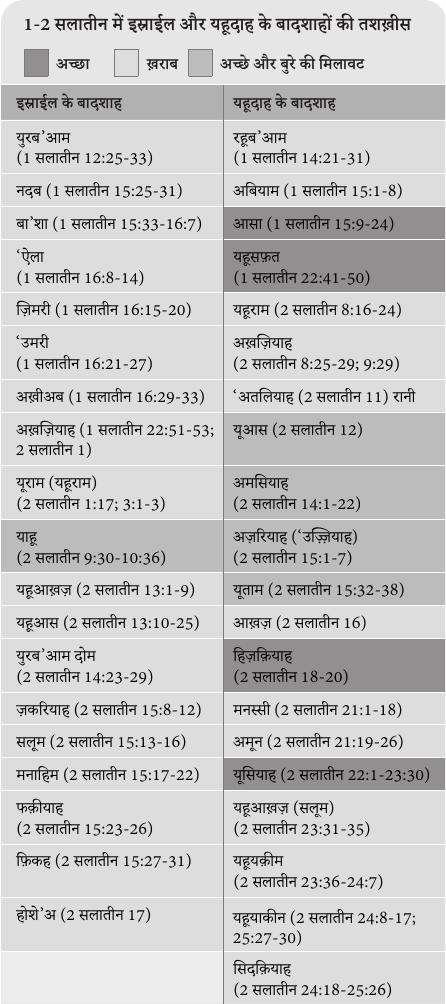 1-2 सलातीन में इस्राईल और यहूदाह के बादशाहों की तशख़ीस
अच्छा
ख़राब
अच्छे और बुरे की मिलावट
इस्राईल के बादशाह
यहूदाह के बादशाह
युरब'आम
(1 सलातीन 12:25-33)
रहूब'आम
(1 सलातीन 14:21-31)
नदब (1 सलातीन 15:25-31)
अबियाम (1 सलातीन 15:1-8)
बा'शा (1 सलातीन 15:33-16:7)
आसा (1 सलातीन 15:9-24)
‘ऐला
(1 सलातीन 16:8-14)
यहूसफ़त
(1 सलातीन 22:41-50)
ज़िमरी (1 सलातीन 16:15-20)
यहूराम (2 सलातीन 8:16-24)
‘उमरी
(1 सलातीन 16:21-27)
अख़ज़ियाह
(2 सलातीन 8:25-29; 9:29)
अख़ीअब (1 सलातीन 16:29-33)
‘अतलियाह (2 सलातीन 11) रानी
अख़ज़ियाह (1 सलातीन 22:51-53;
2 सलातीन 1)
यूआस (2 सलातीन 12)
यूराम (यहूराम)
(2 सलातीन 1:17; 3:1-3)
अमसियाह
(2 सलातीन 14:1-22)
याहू
(2 सलातीन 9:30-10:36)
अज़रियाह (‘उज़्ज़ियाह)
(2 सलातीन 15:1-7)
यहूआख़ज़ (2 सलातीन 13:1-9)
यूताम (2 सलातीन 15:32-38)
यहूआस (2 सलातीन 13:10-25)
आख़ज़ (2 सलातीन 16)
युरब'आम दोम
(2 सलातीन 14:23-29)
हिज़क़ियाह
(2 सलातीन 18-20)
ज़करियाह (2 सलातीन 15:8-12)
मनस्सी (2 सलातीन 21:1-18)
सलूम (2 सलातीन 15:13-16)
अमून (2 सलातीन 21:19-26)
मनाहिम (2 सलातीन 15:17-22)
यूसियाह (2 सलातीन 22:1-23:30)
फक़ीयाह
(2 सलातीन 15:23-26)
यहूआख़ज़ (सलूम)
(2 सलातीन 23:31-35)
फ़िकह (2 सलातीन 15:27-31)
यहूयक़ीम
(2 सलातीन 23:36-24:7)
होशे'अ (2 सलातीन 17)
यहूयाकीन (2 सलातीन 24:8-17;
25:27-30)
सिदक़ियाह
(2 सलातीन 24:18-25:26)